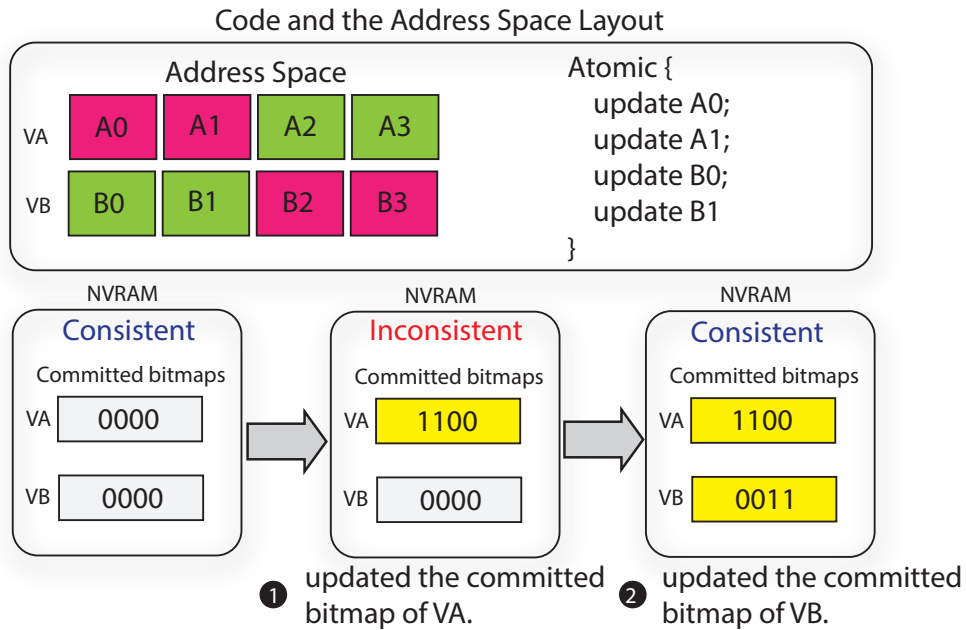 Code and the Address Space Layout
Address Space
VA A0 A1 A2 A3
VB B0 B1 B2 B3
Atomic {
update A0;
update A1;
update B0;
update B1
}
NVRAM
Consistent
Committed bitmaps
VA 0000
VB 0000
NVRAM
Inconsistent
Committed bitmaps
VA 1100
VB 0000
NVRAM
Consistent
Committed bitmaps
VA 1100
VB 0011
1 updated the committed
bitmap of VA.
2 updated the committed
bitmap of VB.